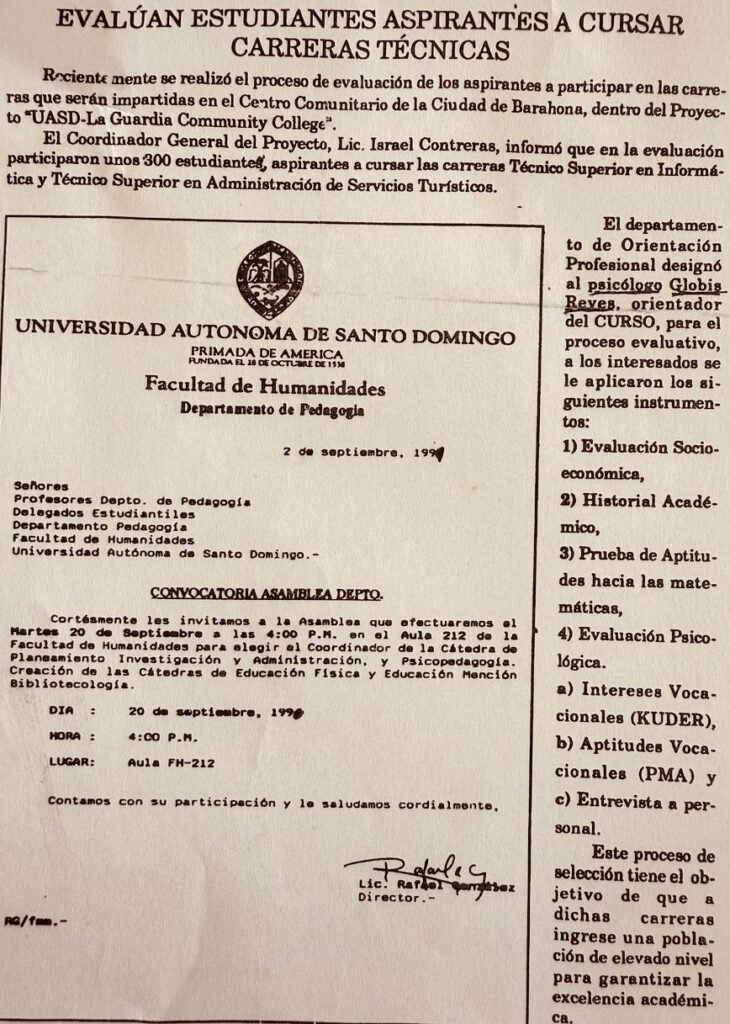 EVALÚAN ESTUDIANTES ASPIRANTES A CURSAR
CARRERAS TÉCNICAS
Reciente mente se realizó el proceso de evaluación de los aspirantes a participar en las carre-
ras que serán impartidas en el Centro Comunitario de la Ciudad de Barahona, dentro del Proyec-
to "UASD-La Guardia Community College".
El Coordinador General del Proyecto, Lic. Israel Contreras, informó que en la evaluación
participaron unos 300 estudiantes, aspirantes a cursar las carreras Técnico Superior en Informá-
tica y Técnico Superior en Administración de Servicios Turísticos.
UNIVERSIDAD AUTONOMA DE SANTO DOMINGO
PRIMADA DE AMERICA
FUNDADA EL 28 DE OCTUBRE DE 1538
Facultad de Humanidades
Departamento de Pedagogía
2 de septiembre, 199
Señores
Profesores Depto. de Pedagogía
Delegados Estudiantiles
Departamento Pedagogía
Facultad de Humanidades
Universidad Autónoma de Santo Domingo.-
CONVOCATORIA ASAMBLEA DEPTO.
Cortésmente les invitamos a la Asamblea que efectuaremos el
Martes 20 de Septiembre a las 4:00 P.M. en el Aula 212 de la
Facultad de Humanidades para elegir el Coordinador de la Cátedra de
Planeamiento Investigación y Administración, y Psicopedagogía.
Creación de las Cátedras de Educación Física y Educación Mención
Bibliotecología.
DIA : 20 de septiembre, 199
HORA : 4:00 P.M.
LUGAR: Aula FH-212
Contamos con su participación y le saludamos cordialmente,
Lic. Rafael González
Director.-
RG/fmm.-
El departamen-
to de Orientación
Profesional designó
al psicólogo Globis
Reyes, orientador
del CURSO, para el
proceso evaluativo,
a los interesados se
le aplicaron los si-
guientes instrumen-
tos:
1) Evaluación Socio-
económica,
2) Historial Acadé-
mico,
3) Prueba de Aptitu-
des hacia las mate-
máticas,
4) Evaluación Psico-
lógica.
a) Intereses Voca-
cionales (KUDER),
b) Aptitudes Voca-
cionales (PMA) y
c) Entrevista a per-
sonal.
Este proceso de
selección tiene el ob-
jetivo de que a
dichas carreras
ingrese una pobla-
ción de elevado nivel
para garantizar la
excelencia académi-
ca.